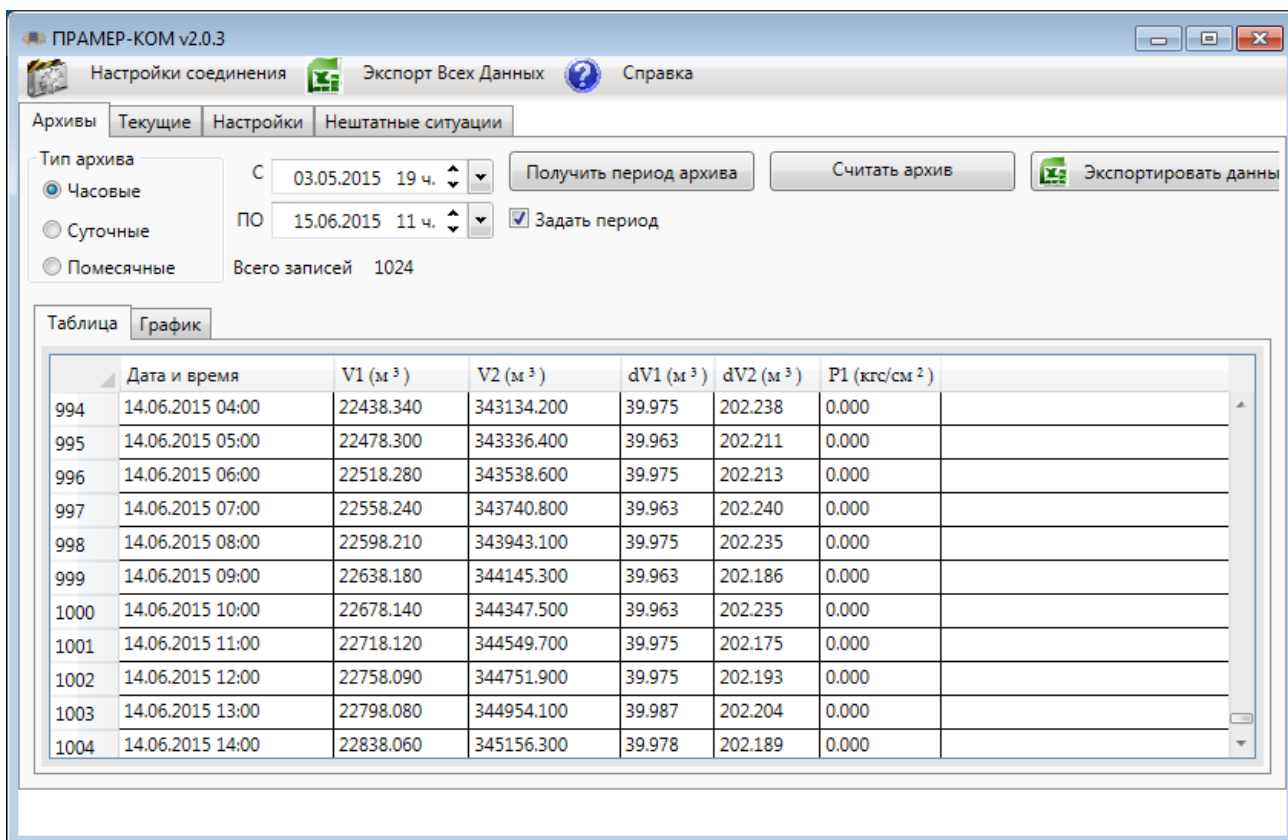 ПРАМЕР-КОМ v2.0.3
Настройки соединения Экспорт Всех Данных Справка
Архивы Текущие Настройки Нештатные ситуации
Тип архива
Часовые
Суточные
Помесячные
С 03.05.2015 19 ч. Получить период архива Считать архив Экспортировать данны
ПО 15.06.2015 11 ч. Задать период
Всего записей 1024
Таблица График
Дата и время V1 (м ³ ) V2 (м ³ ) dV1 (м ³ ) dV2 (м ³ ) P1 (кгс/см ² )
994 14.06.2015 04:00 22438.340 343134.200 39.975 202.238 0.000
995 14.06.2015 05:00 22478.300 343336.400 39.963 202.211 0.000
996 14.06.2015 06:00 22518.280 343538.600 39.975 202.213 0.000
997 14.06.2015 07:00 22558.240 343740.800 39.963 202.240 0.000
998 14.06.2015 08:00 22598.210 343943.100 39.975 202.235 0.000
999 14.06.2015 09:00 22638.180 344145.300 39.963 202.186 0.000
1000 14.06.2015 10:00 22678.140 344347.500 39.963 202.235 0.000
1001 14.06.2015 11:00 22718.120 344549.700 39.975 202.175 0.000
1002 14.06.2015 12:00 22758.090 344751.900 39.975 202.193 0.000
1003 14.06.2015 13:00 22798.080 344954.100 39.987 202.204 0.000
1004 14.06.2015 14:00 22838.060 345156.300 39.978 202.189 0.000